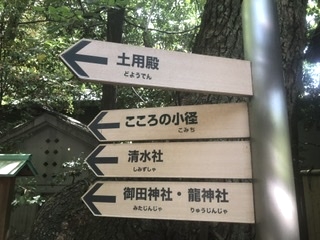 土用殿
どようでん
こころの小径
こみち
清水社
しみずしゃ
御田神社・龍神社
みたじんじゃ りゅうじんじゃ